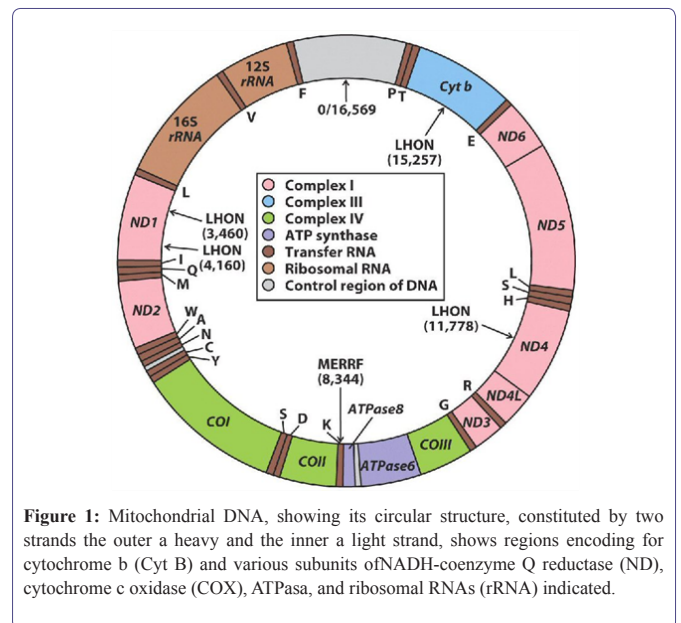 12S
rRNA
F
0/16,569
P T
Cyt b
V
16S
rRNA
LHON
(15,257)
E
ND6
L
ND1
LHON
(3,460)
LHON
(4,160)
I
Q
M
ND2
W
A
N
C
Y
Complex I
Complex III
Complex IV
ATP synthase
Transfer RNA
Ribosomal RNA
Control region of DNA
ND5
L
S
H
LHON
(11,778)
ND4
R
ND4L
G
ND3
MERRF
(8,344)
ATPase8
COI
S
D
K
COII
ATPase6
COIII
Figure 1: Mitochondrial DNA, showing its circular structure, constituted by two
strands the outer a heavy and the inner a light strand, shows regions encoding for
cytochrome b (Cyt B) and various subunits ofNADH-coenzyme Q reductase (ND),
cytochrome c oxidase (COX), ATPasa, and ribosomal RNAs (rRNA) indicated.